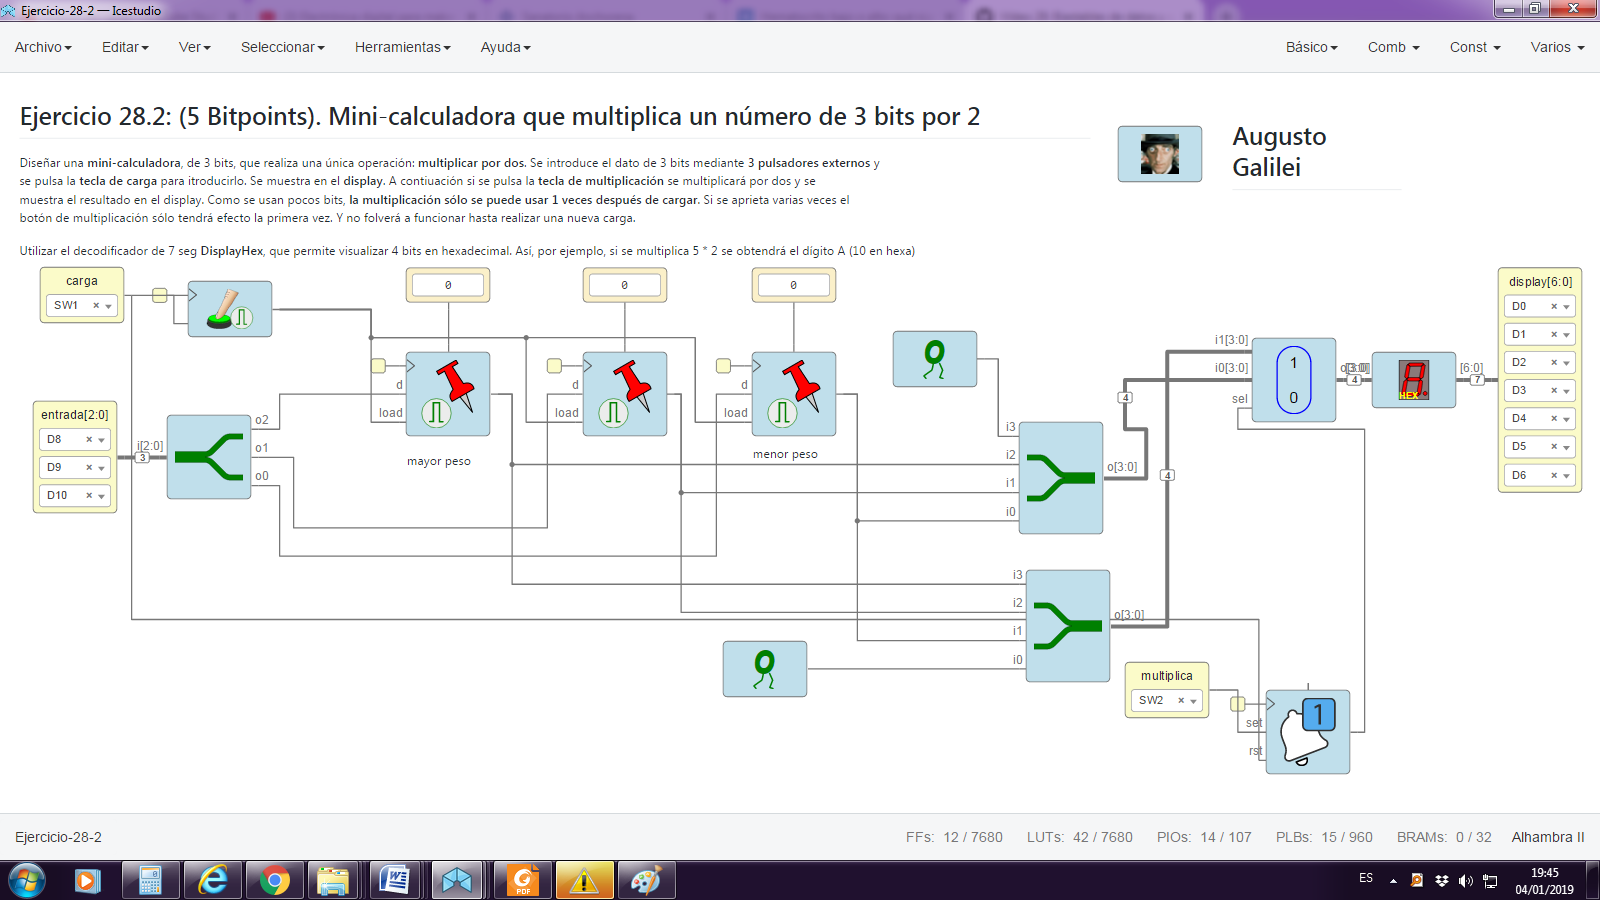 Ejercicio-28-2 — Icestudio
Archivo Editar Ver Seleccionar Herramientas Ayuda Básico Comb Const Varios
Ejercicio 28.2: (5 Bitpoints). Mini-calculadora que multiplica un número de 3 bits por 2
Augusto
Galilei
Diseñar una mini-calculadora, de 3 bits, que realiza una única operación: multiplicar por dos. Se introduce el dato de 3 bits mediante 3 pulsadores externos y
se pulsa la tecla de carga para itroducirlo. Se muestra en el display. A contiuación si se pulsa la tecla de multiplicación se multiplicará por dos y se
muestra el resultado en el display. Como se usan pocos bits, la multiplicación sólo se puede usar 1 veces después de cargar. Si se aprieta varias veces el
botón de multiplicación sólo tendrá efecto la primera vez. Y no folverá a funcionar hasta realizar una nueva carga.
Utilizar el decodificador de 7 seg DisplayHex, que permite visualizar 4 bits en hexadecimal. Así, por ejemplo, si se multiplica 5 * 2 se obtendrá el dígito A (10 en hexa)
carga
SW1
entrada[2:0]
D8
D9
D10
i[2:0]
3
o2
o1
o0
0
d
load
mayor peso
0
d
load
0
d
load
menor peso
i3
i2
i1
i0
o[3:0]
4
i3
i2
i1
i0
o[3:0]
4
i1[3:0]
i0[3:0]
sel
1
0
4
HEX
[6:0]
7
display[6:0]
D0
D1
D2
D3
D4
D5
D6
multiplica
SW2
set
rst
1
Ejercicio-28-2 FFs: 12 / 7680 LUTs: 42 / 7680 PIOs: 14 / 107 PLBs: 15 / 960 BRAMs: 0 / 32 Alhambra II
PDF
ES
19:45
04/01/2019